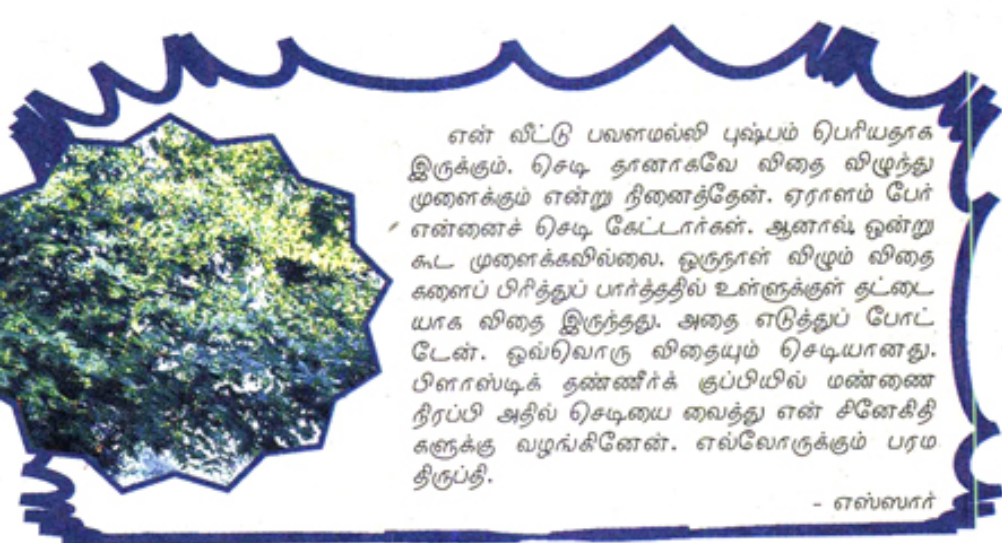 என் வீட்டு பவளமல்லி புஷ்பம் பெரியதாக
இருக்கும். செடி தானாகவே விதை விழுந்து
முளைக்கும் என்று நினைத்தேன். ஏராளம் பேர்
என்னைச் செடி கேட்டார்கள். ஆனால், ஒன்று
கூட முளைக்கவில்லை. ஒருநாள் விழும் விதை
களைப் பிரித்துப் பார்த்ததில் உள்ளுக்குள் தட்டை
யாக விதை இருந்தது. அதை எடுத்துப் போட்
டேன். ஒவ்வொரு விதையும் செடியானது.
பிளாஸ்டிக் தண்ணீர்க் குப்பியில் மண்ணை
நிரப்பி அதில் செடியை வைத்து என் சினேகிதி
களுக்கு வழங்கினேன். எல்லோருக்கும் பரம
திருப்தி.
- எஸ்ஸார்